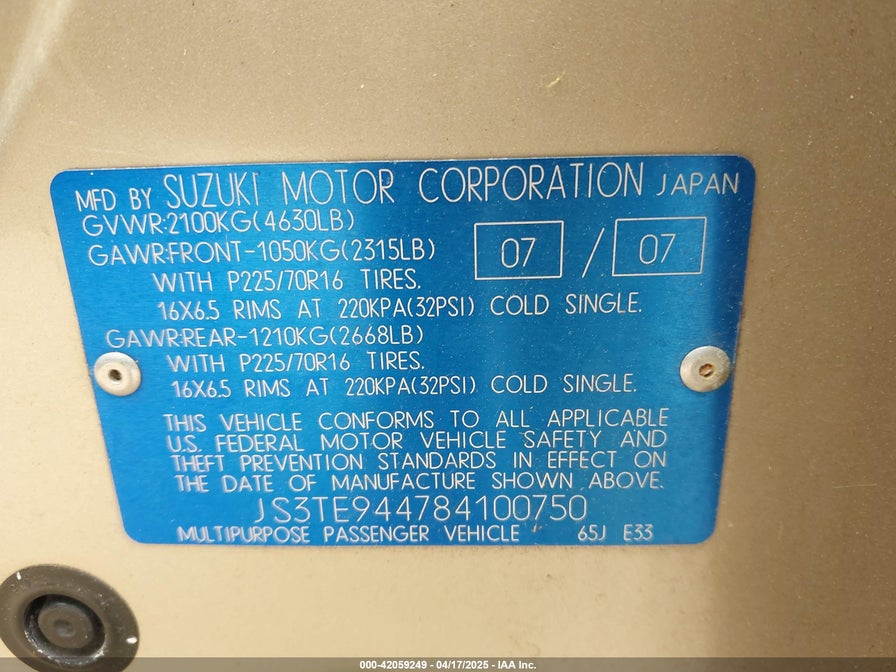 MFD BY SUZUKI MOTOR CORPORATION JAPAN
GVWR:2100KG(4630LB)
GAWR:FRONT-1050KG(2315LB)
07 / 07
WITH P225/70R16 TIRES.
16X6.5 RIMS AT 220KPA(32PSI) COLD SINGLE.
GAWR:REAR-1210KG(2668LB)
WITH P225/70R16 TIRES.
16X6.5 RIMS AT 220KPA(32PSI) COLD SINGLE.
THIS VEHICLE CONFORMS TO ALL APPLICABLE
U.S. FEDERAL MOTOR VEHICLE SAFETY AND
THEFT PREVENTION STANDARDS IN EFFECT ON
THE DATE OF MANUFACTURE SHOWN ABOVE.
JS3TE944784100750
MULTIPURPOSE PASSENGER VEHICLE 65J E33
000-42059249 - 04/17/2025 - IAA Inc.